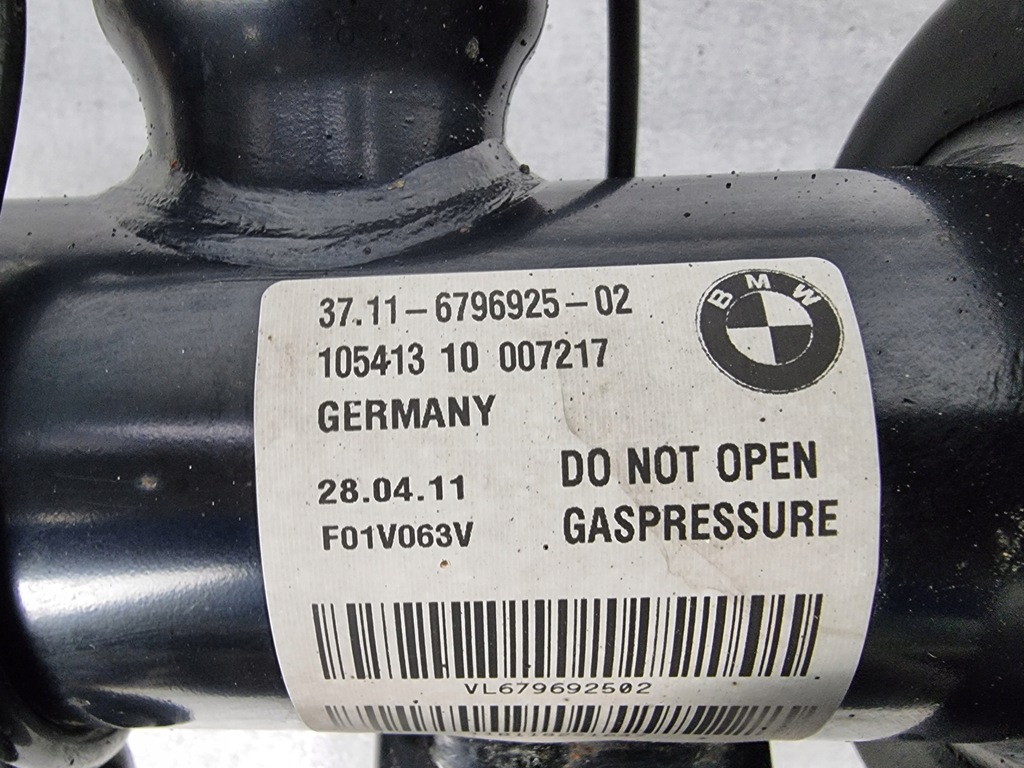 37.11-6796925-02
BMW
105413 10 007217
GERMANY
DO NOT OPEN
28.04.11
GASPRESSURE
F01V063V
VL679692502